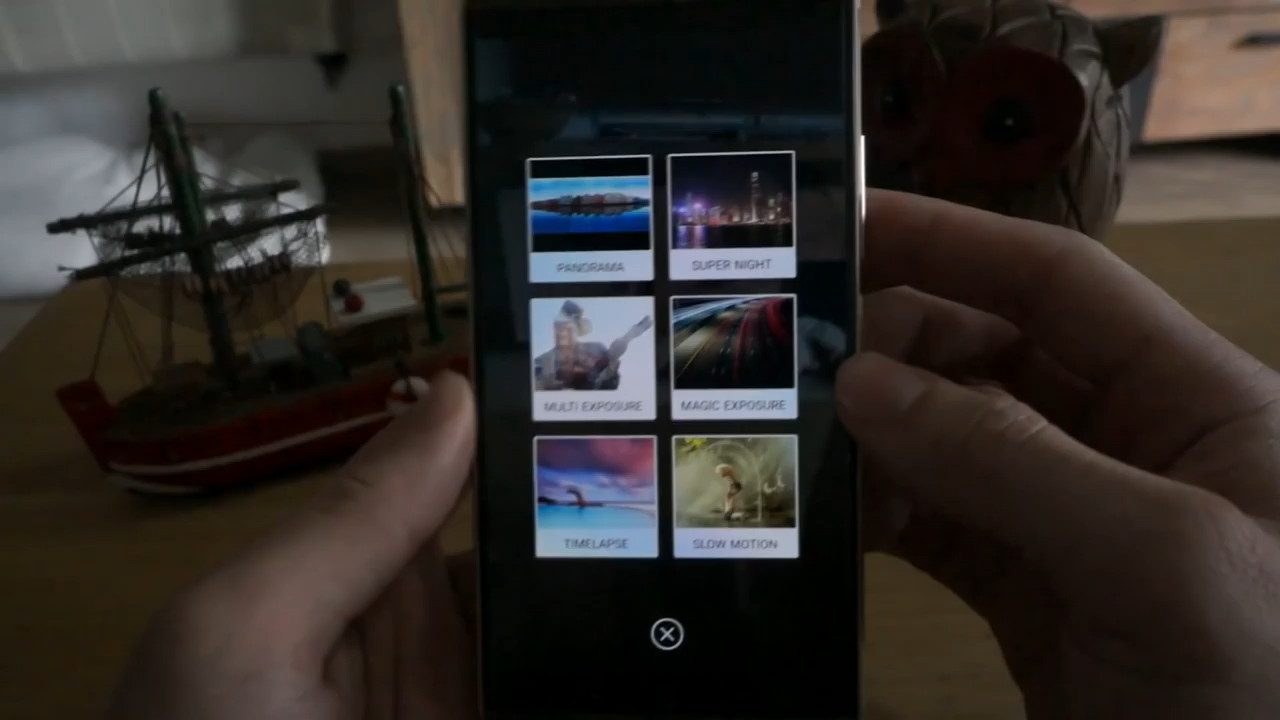 PANORAMA
SUPER NIGHT
MULTI EXPOSURE
MAGIC EXPOSURE
TIMELAPSE
SLOW MOTION